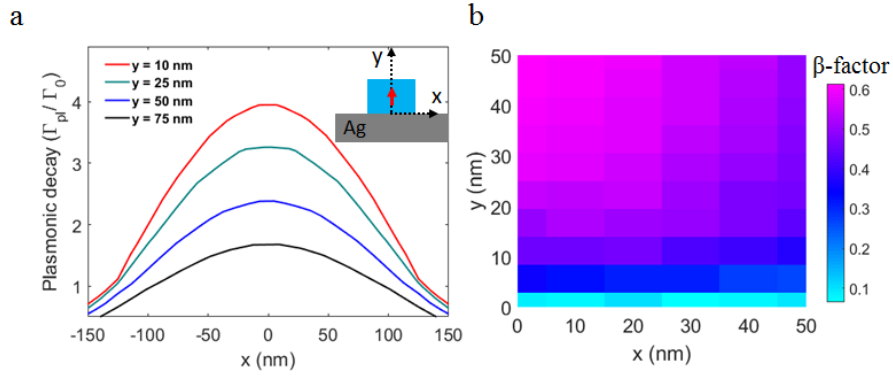 a
Plasmonic decay (Γpl/ Γ0)
4
3
2
1
y = 10 nm
y = 25 nm
y = 50 nm
y = 75 nm
y
x
Ag
-150 -100 -50 0 50 100 150
x (nm)
b
β-factor
y (nm)
50
40
30
20
10
0
0 10 20 30 40 50
x (nm)
0.6
0.5
0.4
0.3
0.2
0.1